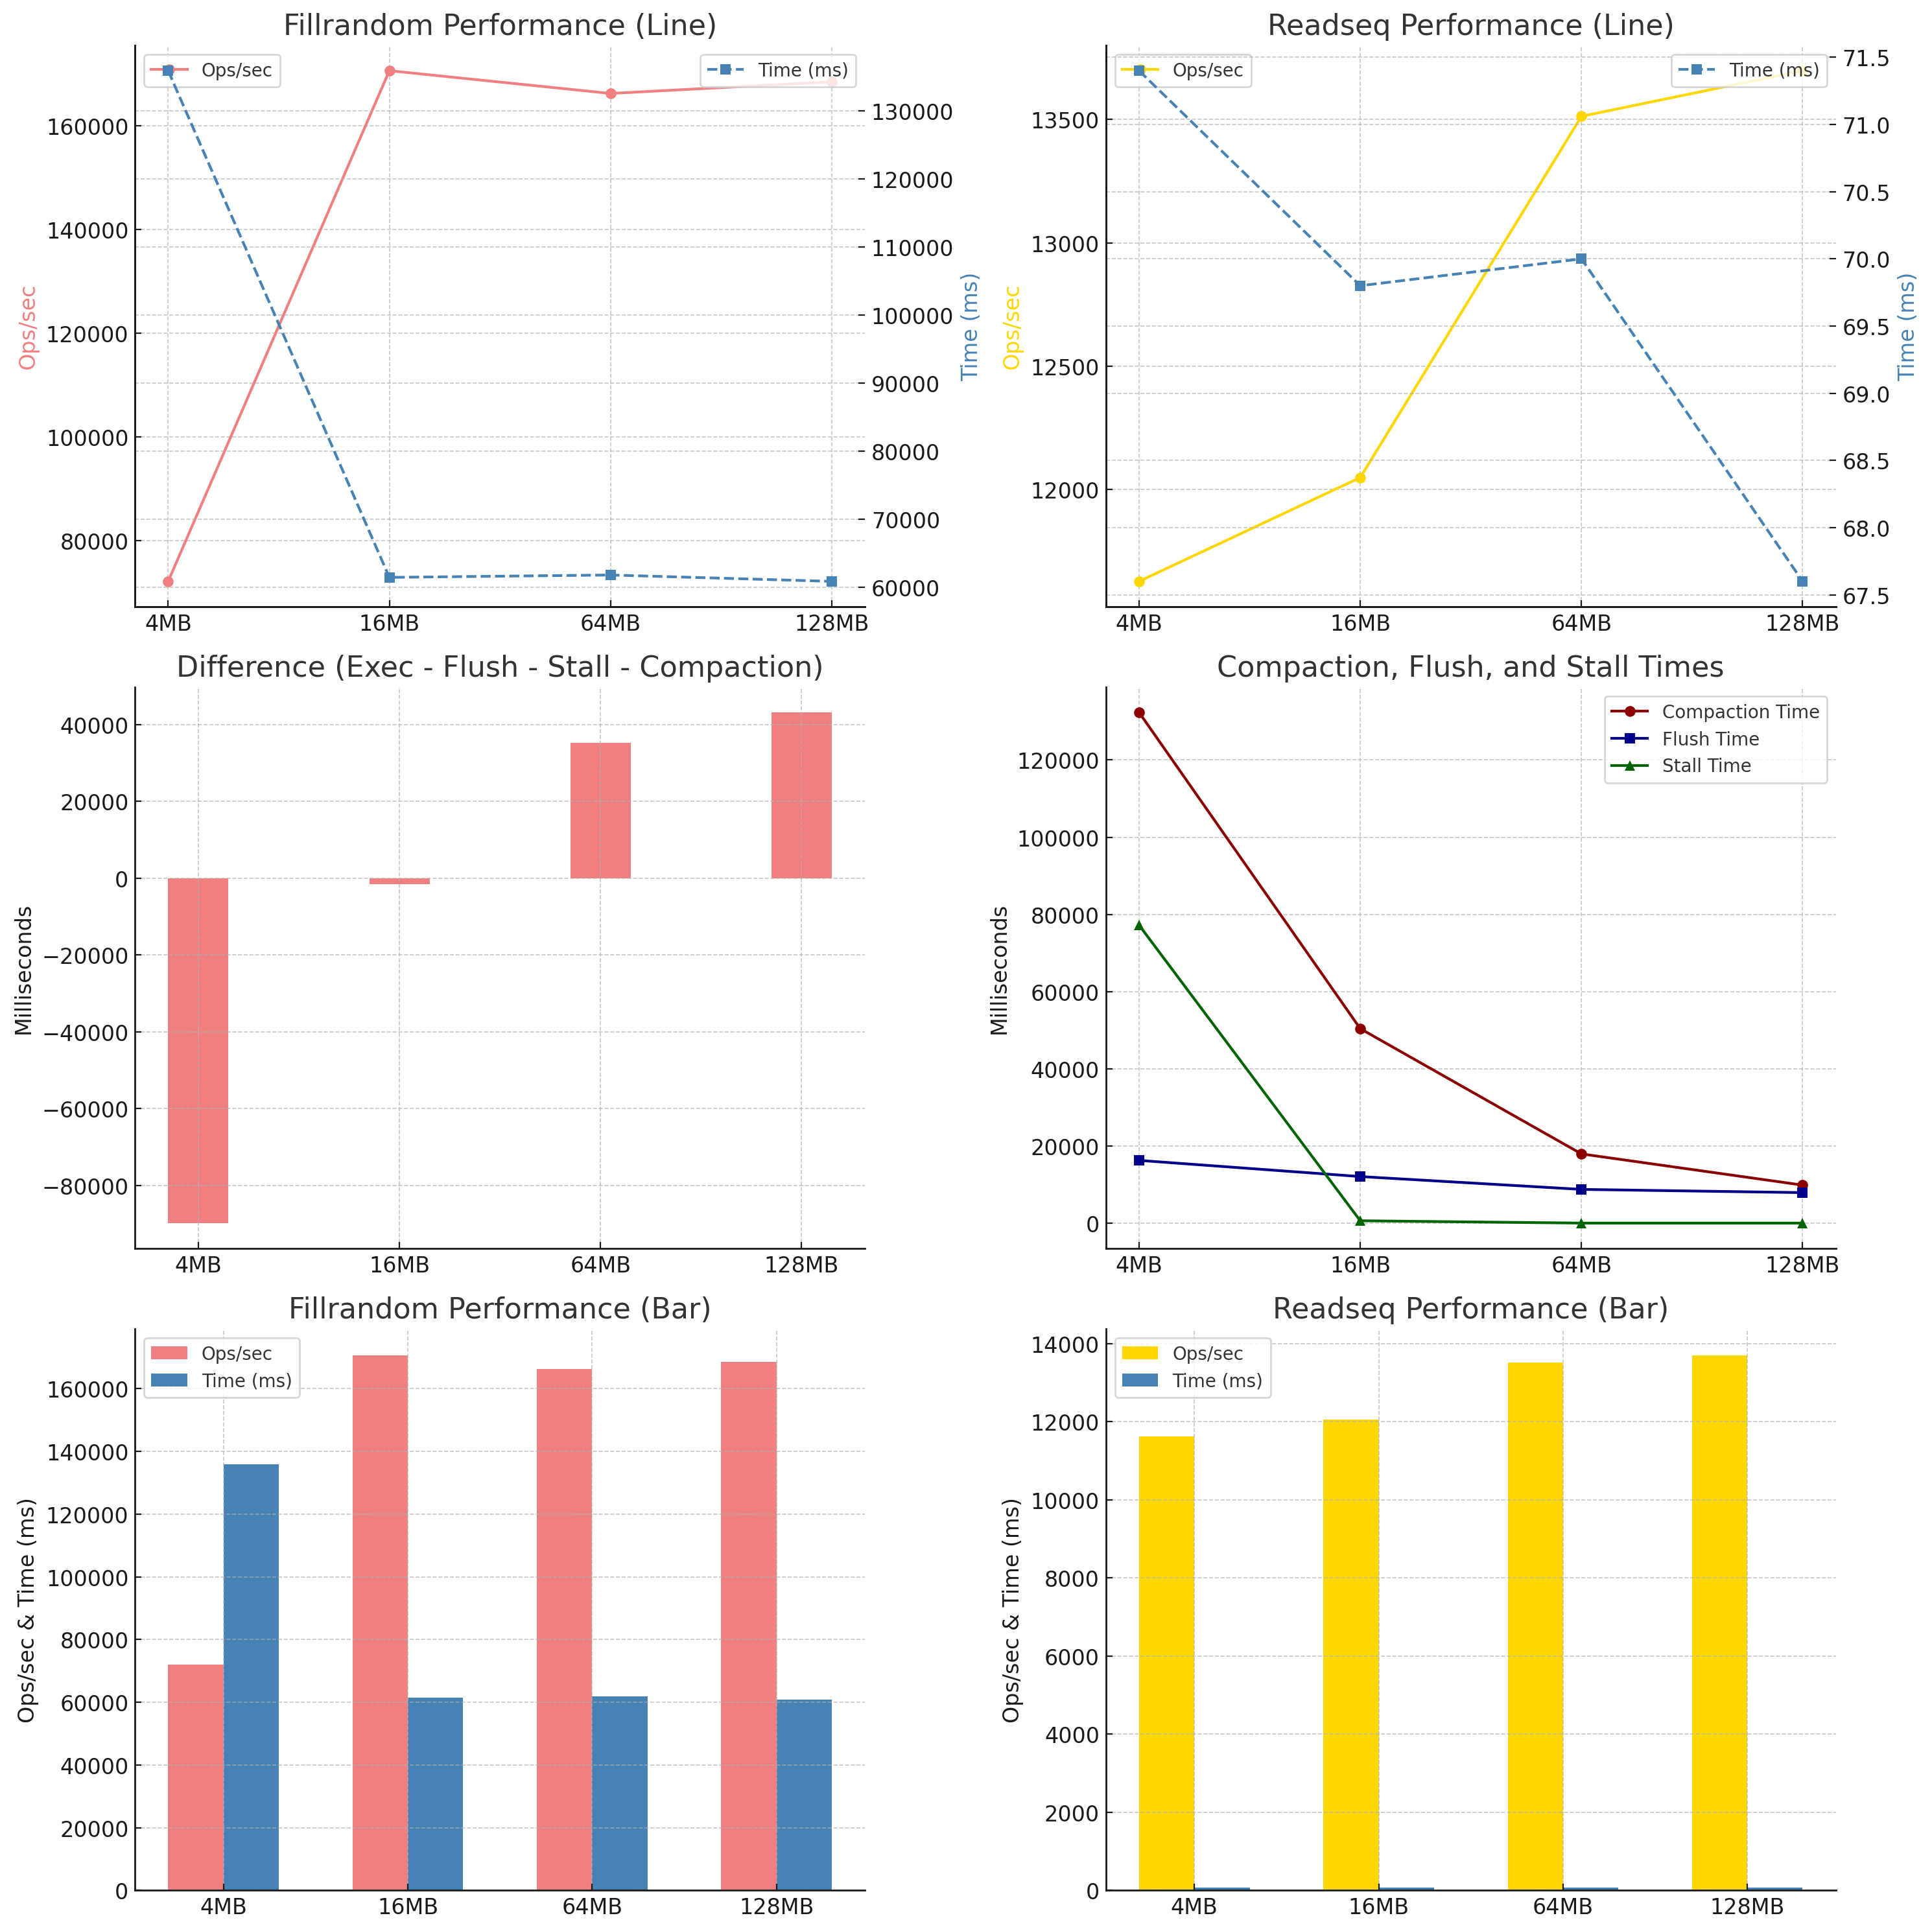 Fillrandom Performance (Line)
Ops/sec
Time (ms)
160000
140000
120000
100000
80000
130000
120000
110000
100000
90000
80000
70000
60000
Ops/sec
Time (ms)
4MB
16MB
64MB
128MB
Readseq Performance (Line)
Ops/sec
Time (ms)
13500
13000
12500
12000
71.5
71.0
70.5
70.0
69.5
69.0
68.5
68.0
67.5
Ops/sec
Time (ms)
4MB
16MB
64MB
128MB
Difference (Exec - Flush - Stall - Compaction)
40000
20000
0
−20000
−40000
−60000
−80000
Milliseconds
4MB
16MB
64MB
128MB
Compaction, Flush, and Stall Times
Compaction Time
Flush Time
Stall Time
120000
100000
80000
60000
40000
20000
0
Milliseconds
4MB
16MB
64MB
128MB
Fillrandom Performance (Bar)
Ops/sec
Time (ms)
160000
140000
120000
100000
80000
60000
40000
20000
0
Ops/sec & Time (ms)
4MB
16MB
64MB
128MB
Readseq Performance (Bar)
Ops/sec
Time (ms)
14000
12000
10000
8000
6000
4000
2000
0
Ops/sec & Time (ms)
4MB
16MB
64MB
128MB